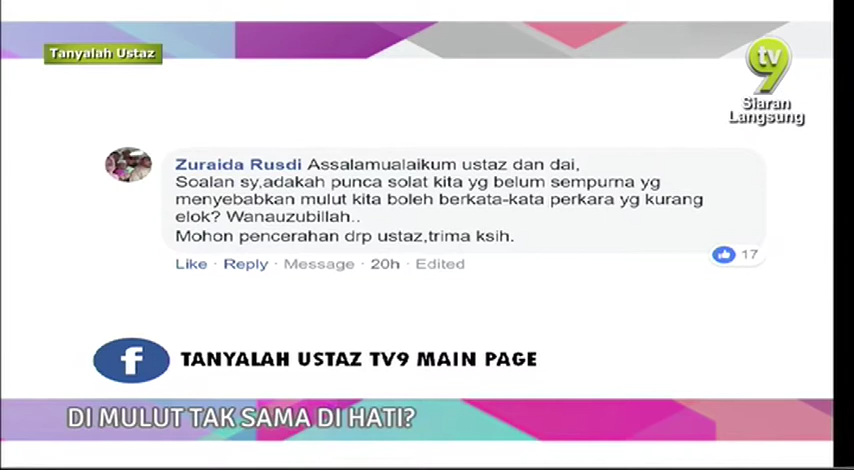 Tanyalah Ustaz
tv9
Siaran
Langsung
Zuraida Rusdi Assalamualaikum ustaz dan dai,
Soalan sy,adakah punca solat kita yg belum sempurna yg
menyebabkan mulut kita boleh berkata-kata perkara yg kurang
elok? Wanauzubillah..
Mohon pencerahan drp ustaz,trima ksih.
17
Like · Reply · Message · 20h · Edited
f TANYALAH USTAZ TV9 MAIN PAGE
DI MULUT TAK SAMA DI HATI?